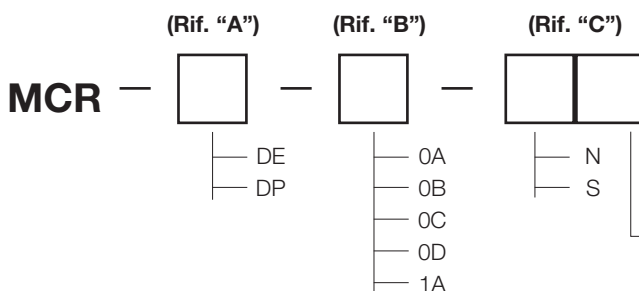 (Rif. “A”) (Rif. “B”) (Rif. “C”)
MCR – – –
DE 0A N
DP 0B S
0C
0D
1A